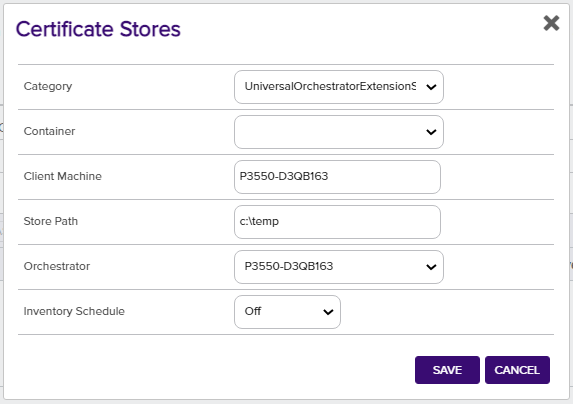 Certificate Stores
Category UniversalOrchestratorExtensionS
Container
Client Machine P3550-D3QB163
Store Path c:\temp
Orchestrator P3550-D3QB163
Inventory Schedule Off
SAVE CANCEL